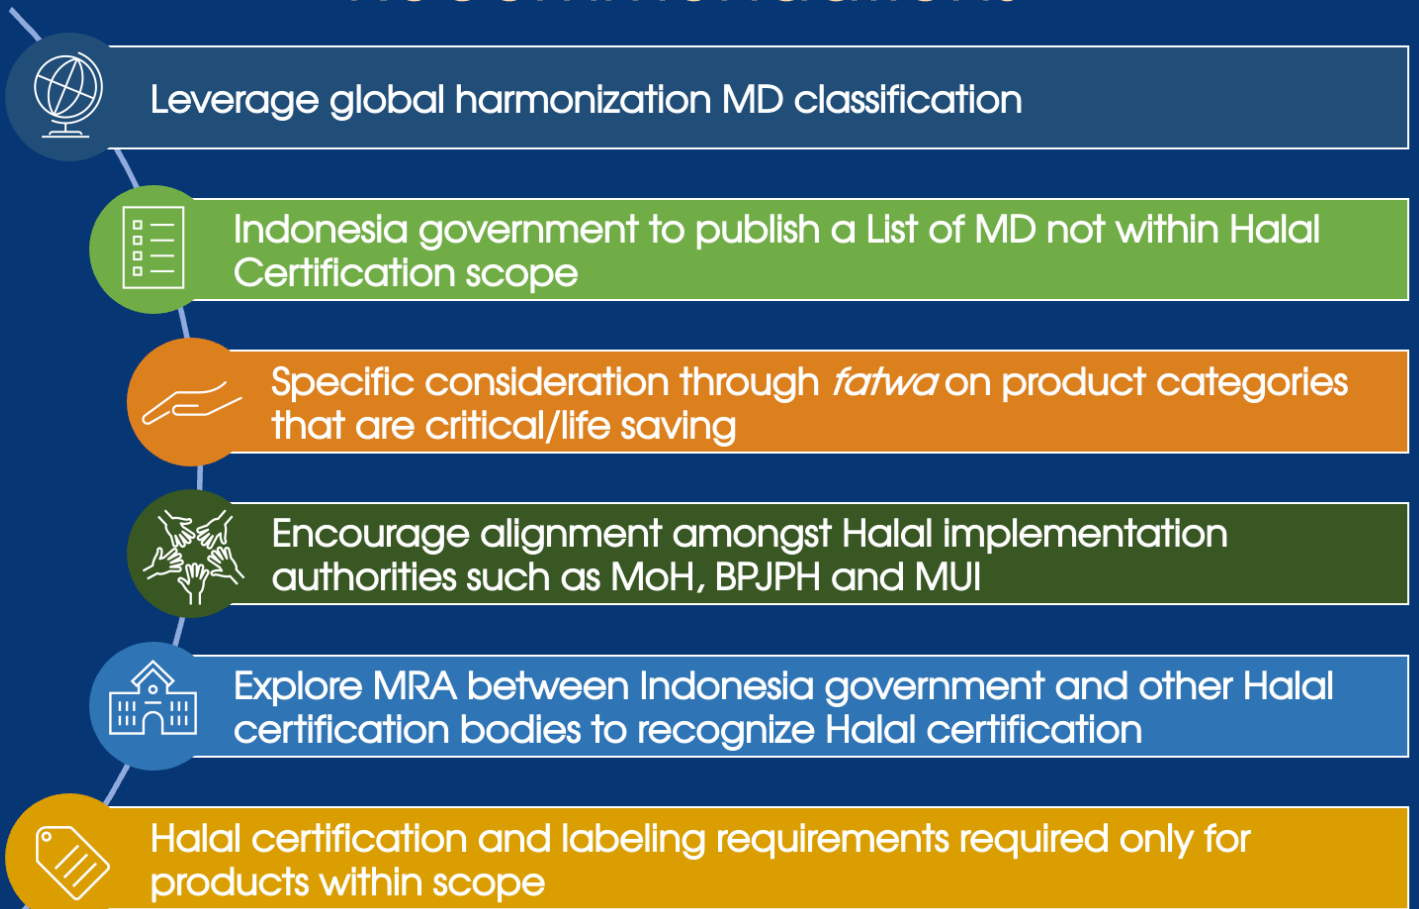 Recommendations
Leverage global harmonization MD classification
Indonesia government to publish a List of MD not within Halal
Certification scope
Specific consideration through fatwa on product categories
that are critical/life saving
Encourage alignment amongst Halal implementation
authorities such as MoH, BPJPH and MUI
Explore MRA between Indonesia government and other Halal
certification bodies to recognize Halal certification
Halal certification and labeling requirements required only for
products within scope